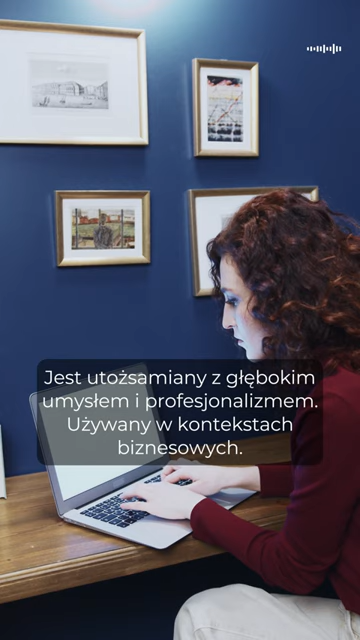 Jest utożsamiany z głębokim
umysłem i profesjonalizmem.
Używany w kontekstach
biznesowych.